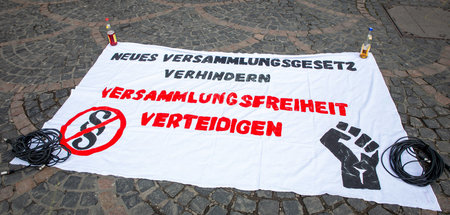 NEUES VERSAMMLUNGSGESETZ
VERHINDERN
VERSAMMLUNGSFREIHEIT
VERTEIDIGEN
§